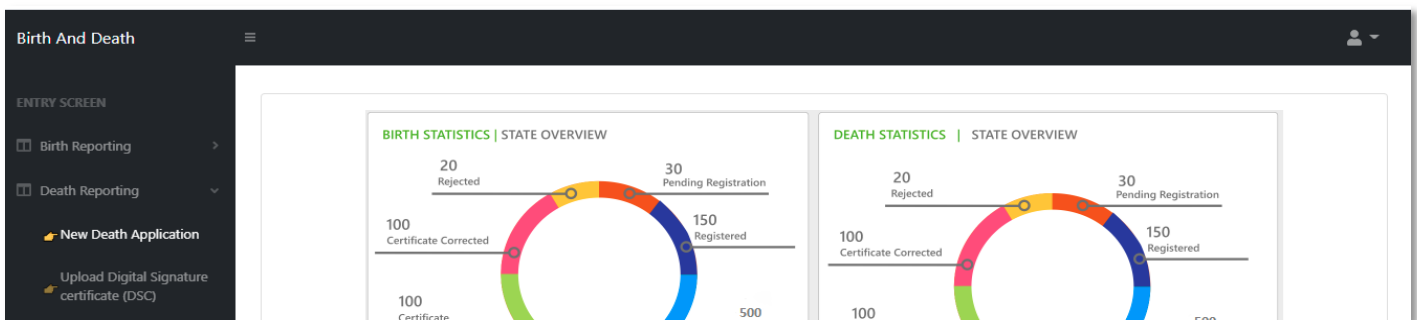 Birth And Death
ENTRY SCREEN
Birth Reporting
Death Reporting
New Death Application
Upload Digital Signature
certificate (DSC)
BIRTH STATISTICS | STATE OVERVIEW
20
Rejected
30
Pending Registration
100
Certificate Corrected
150
Registered
100
Certificate
500
DEATH STATISTICS | STATE OVERVIEW
20
Rejected
30
Pending Registration
100
Certificate Corrected
150
Registered
100
500